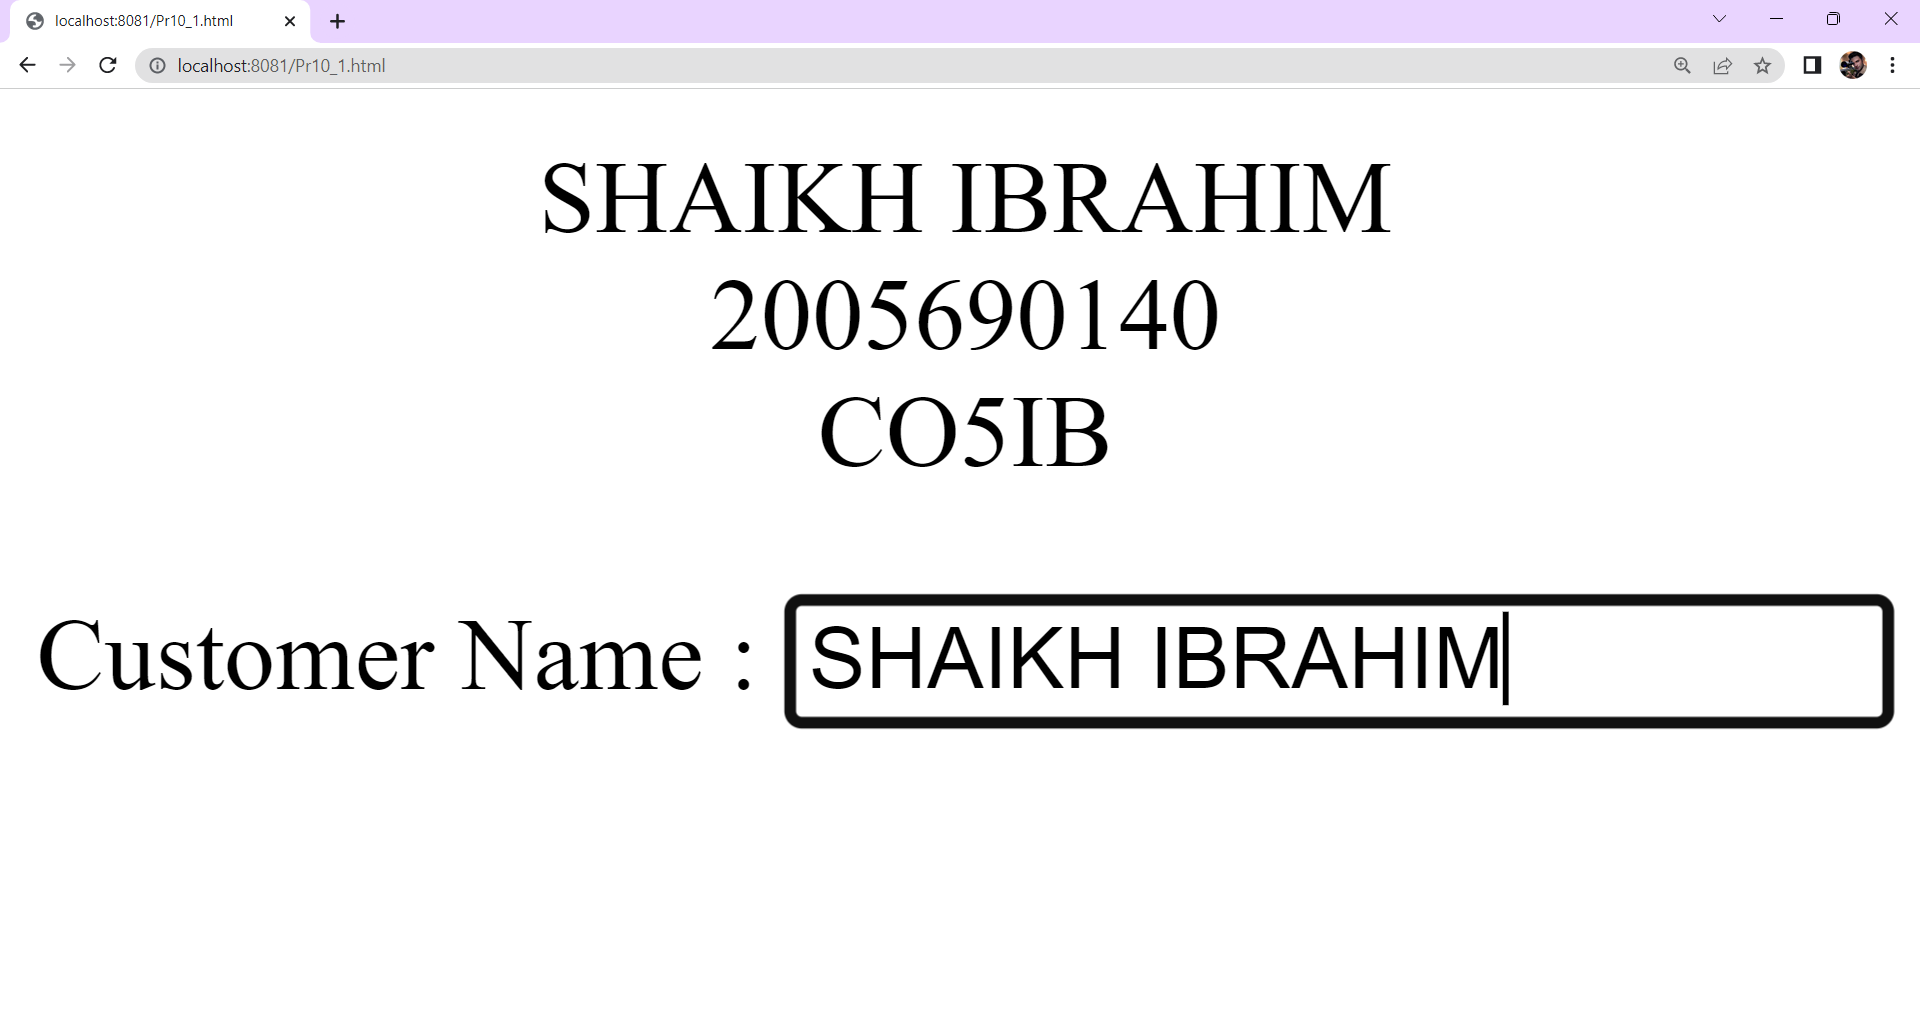 localhost:8081/Pr10_1.html
localhost:8081/Pr10_1.html
SHAIKH IBRAHIM
2005690140
CO5IB
Customer Name : SHAIKH IBRAHIM